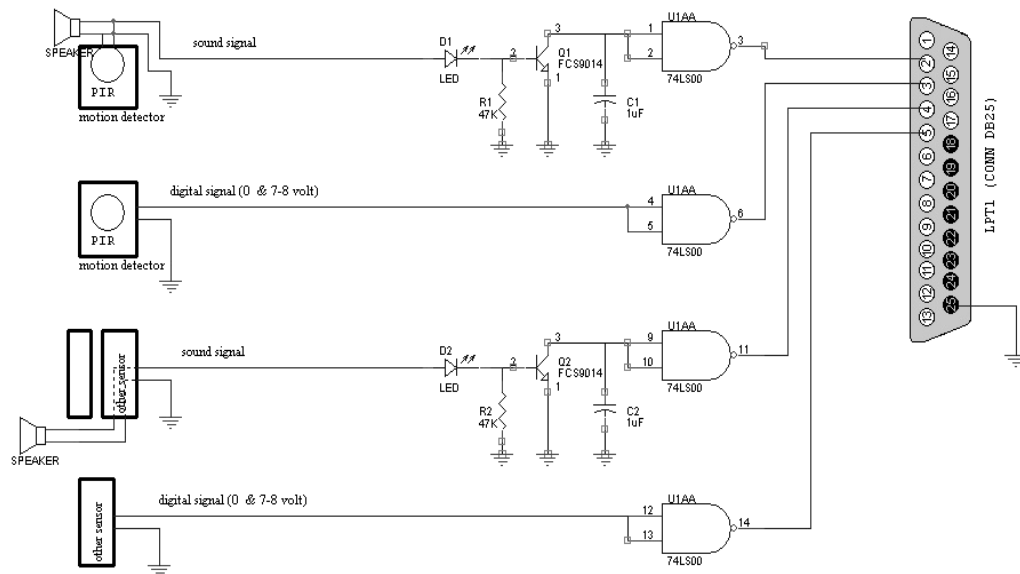 SPEAKER
PIR
motion detector
sound signal
D1
LED
R1
47K
2
3
Q1
FCS9014
1
C1
1uF
U1AA
1
2
3
74LS00
PIR
motion detector
digital signal (0 & 7-8 volt)
U1AA
4
5
6
74LS00
other sensor
SPEAKER
sound signal
D2
LED
R2
47K
2
3
Q2
FCS9014
1
C2
1uF
U1AA
9
10
11
74LS00
other sensor
digital signal (0 & 7-8 volt)
U1AA
12
13
14
74LS00
1
2
3
4
5
6
7
8
9
10
11
12
13
14
15
16
17
18
19
20
21
22
23
24
25
LPT1 (CONN DB25)